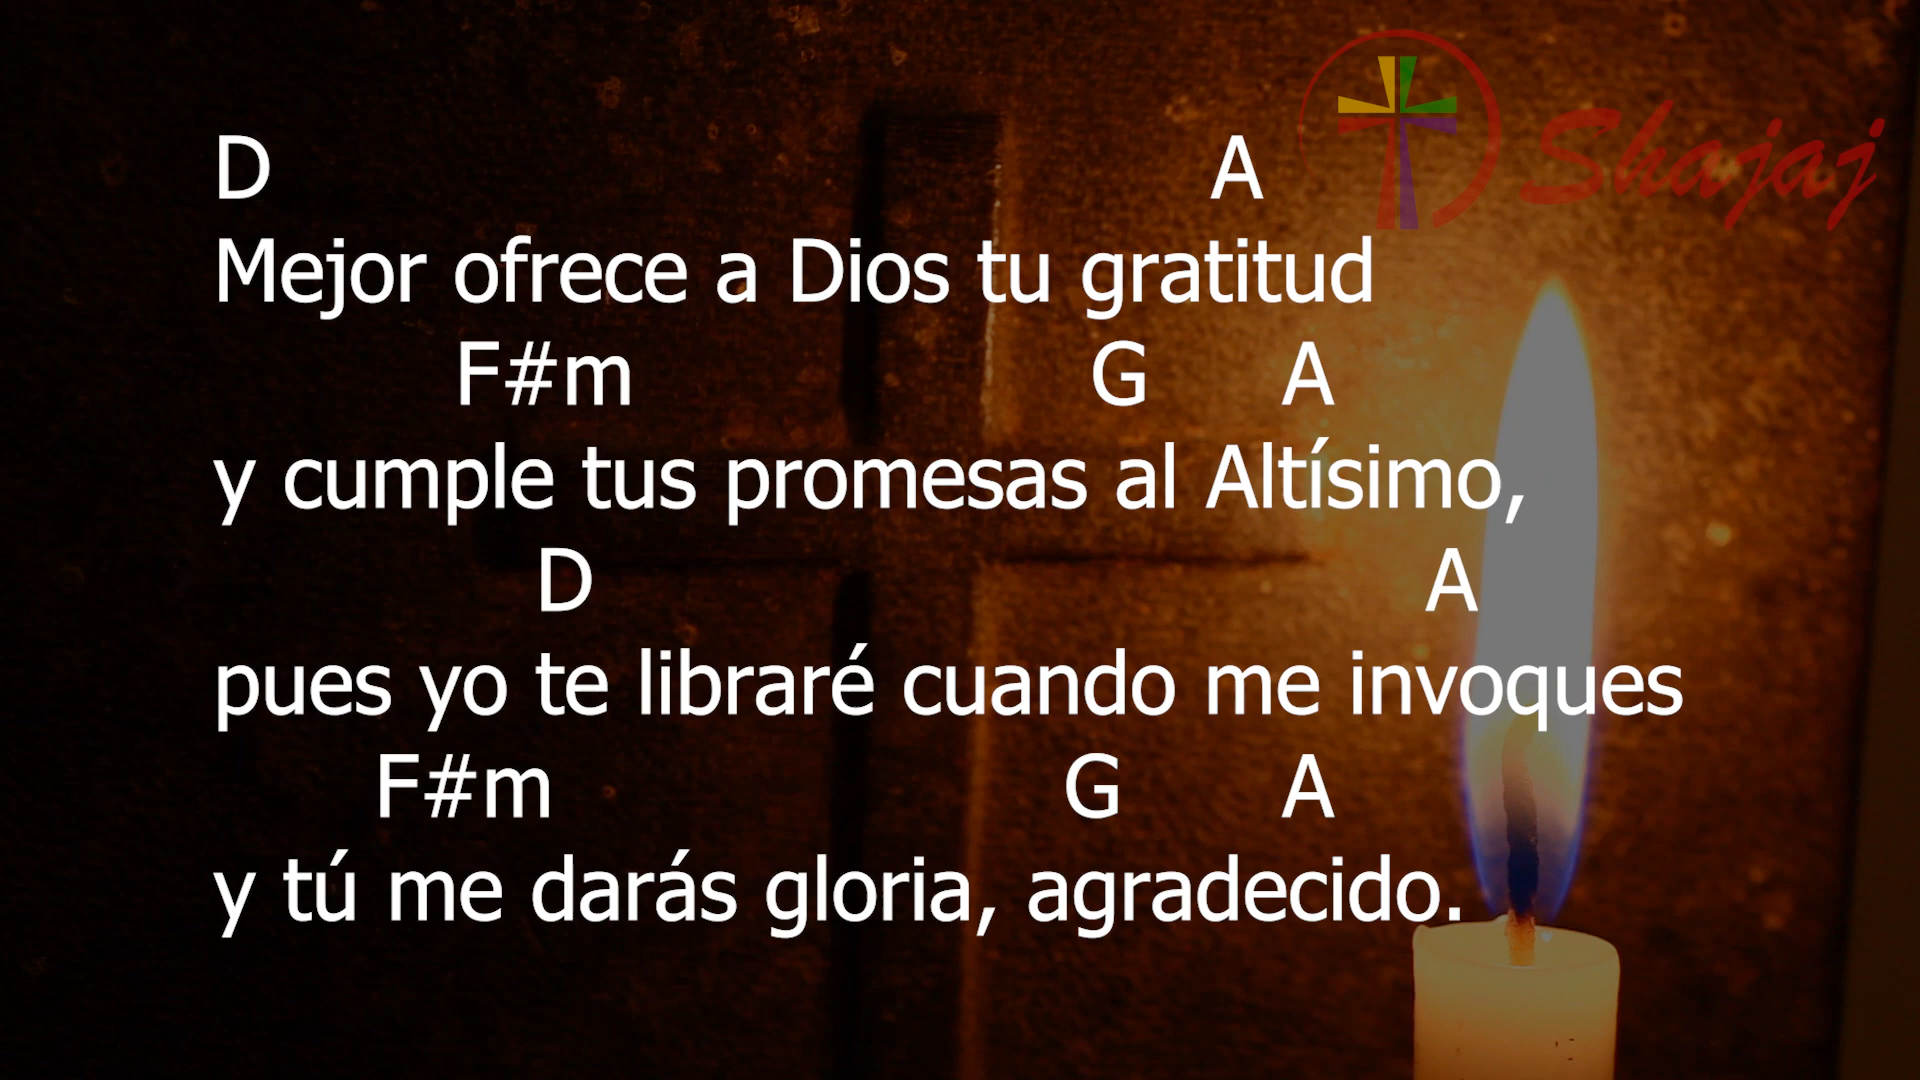 D A
Mejor ofrece a Dios tu gratitud
F#m G A
y cumple tus promesas al Altísimo,
D A
pues yo te libraré cuando me invoques
F#m G A
y tú me darás gloria, agradecido.
Shajaj